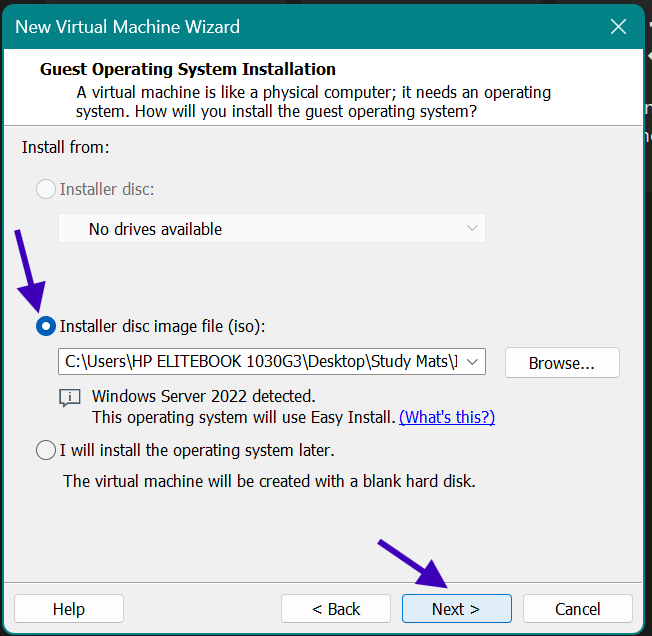 New Virtual Machine Wizard
Guest Operating System Installation
A virtual machine is like a physical computer; it needs an operating
system. How will you install the guest operating system?
Install from:
Installer disc:
No drives available
Installer disc image file (iso):
C:\Users\HP ELITEBOOK 1030G3\Desktop\Study Mats\
Browse...
Windows Server 2022 detected.
This operating system will use Easy Install. (What's this?)
I will install the operating system later.
The virtual machine will be created with a blank hard disk.
Help
< Back
Next >
Cancel